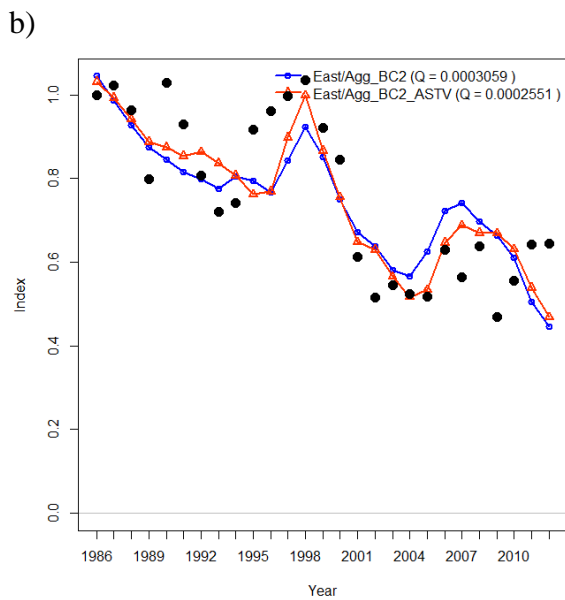 b)
East/Agg_BC2 (Q = 0.0003059 )
East/Agg_BC2_ASTV (Q = 0.0002551 )
1.0
0.8
0.6
0.4
0.2
0.0
Index
1986 1989 1992 1995 1998 2001 2004 2007 2010
Year